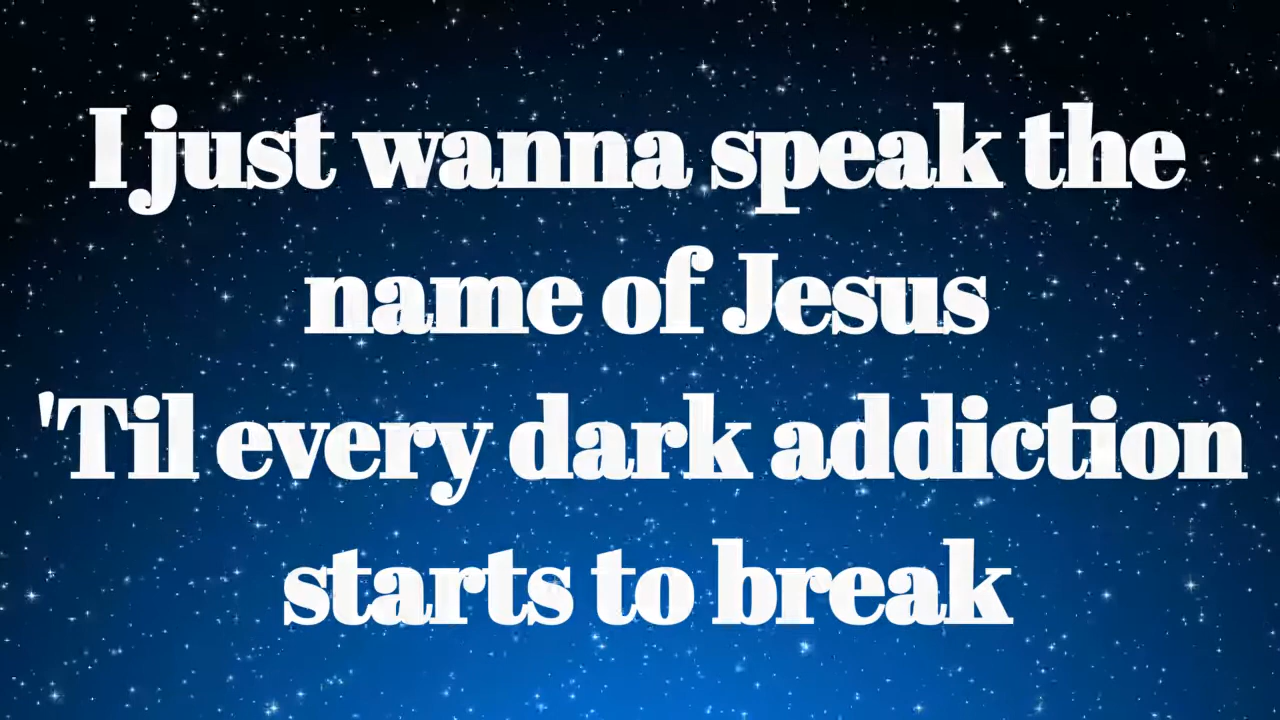 I just wanna speak the
name of Jesus
'Til every dark addiction
starts to break